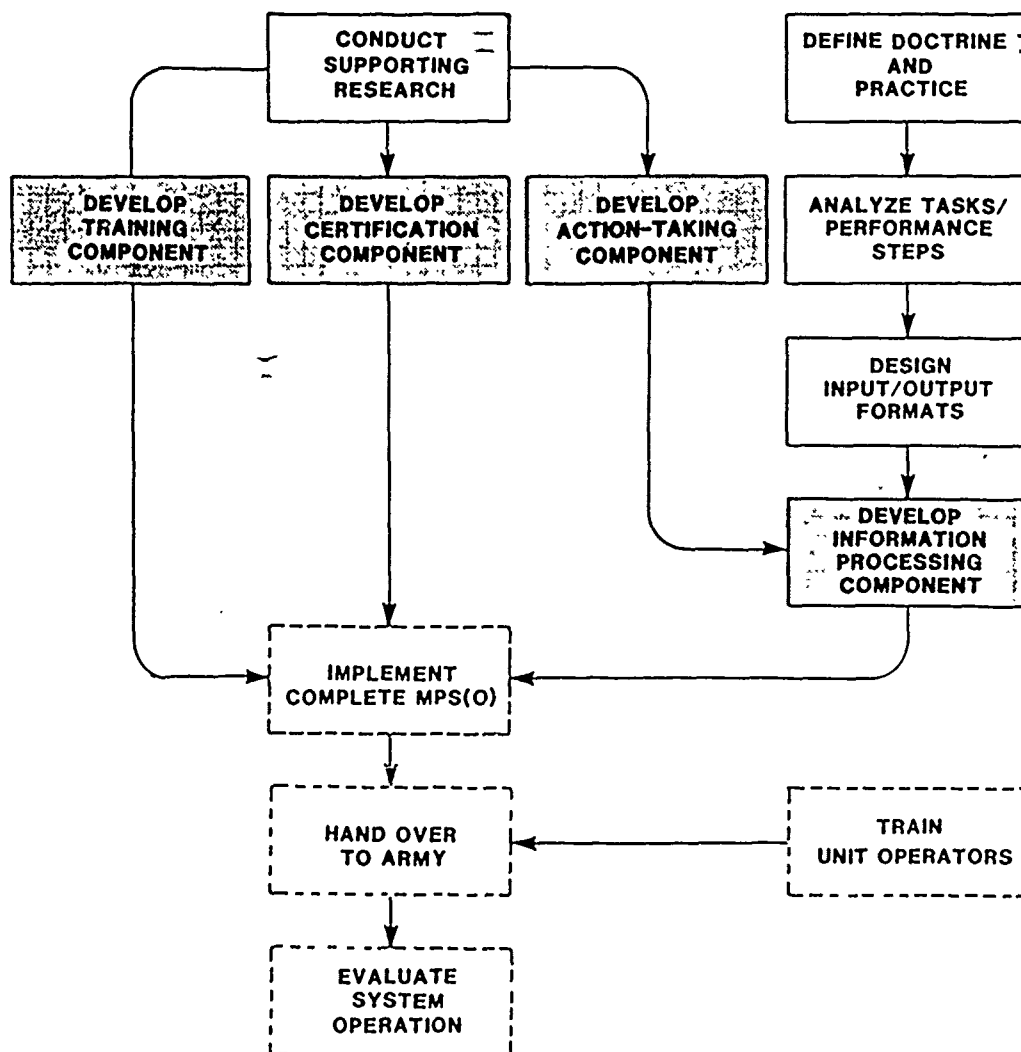 CONDUCT
SUPPORTING
RESEARCH
DEFINE DOCTRINE
AND
PRACTICE
DEVELOP
TRAINING
COMPONENT
DEVELOP
CERTIFICATION
COMPONENT
DEVELOP
ACTION-TAKING
COMPONENT
ANALYZE TASKS/
PERFORMANCE
STEPS
DESIGN
INPUT/OUTPUT
FORMATS
DEVELOP
INFORMATION
PROCESSING
COMPONENT
IMPLEMENT
COMPLETE MPS(O)
HAND OVER
TO ARMY
TRAIN
UNIT OPERATORS
EVALUATE
SYSTEM
OPERATION